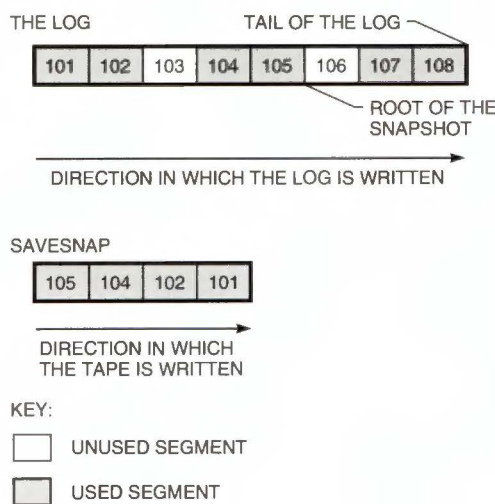 THE LOG TAIL OF THE LOG
101 102 103 104 105 106 107 108
ROOT OF THE
SNAPSHOT
DIRECTION IN WHICH THE LOG IS WRITTEN
SAVESNAP
105 104 102 101
DIRECTION IN WHICH
THE TAPE IS WRITTEN
KEY:
UNUSED SEGMENT
USED SEGMENT